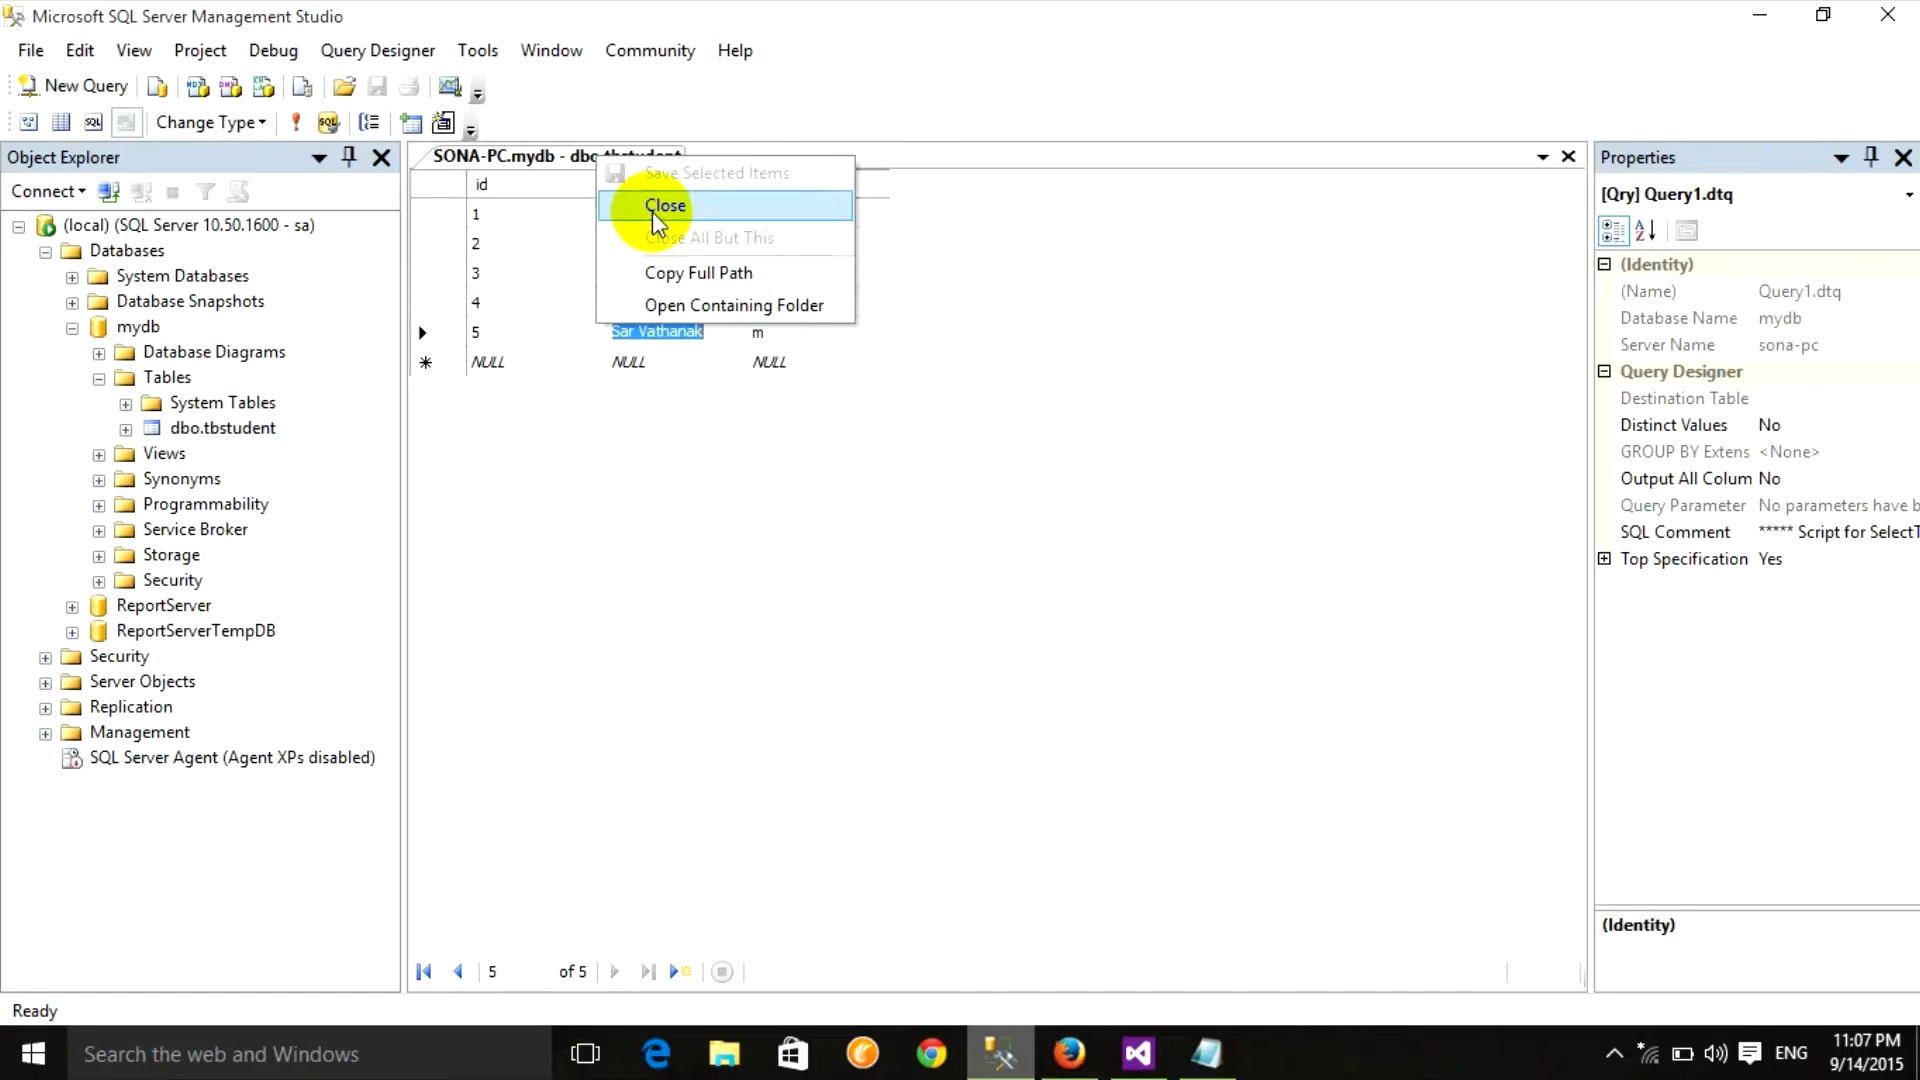 Microsoft SQL Server Management Studio
File Edit View Project Debug Query Designer Tools Window Community Help
New Query
Change Type
Object Explorer
Connect
(local) (SQL Server 10.50.1600 - sa)
Databases
System Databases
Database Snapshots
mydb
Database Diagrams
Tables
System Tables
dbo.tbstudent
Views
Synonyms
Programmability
Service Broker
Storage
Security
ReportServer
ReportServerTempDB
Security
Server Objects
Replication
Management
SQL Server Agent (Agent XPs disabled)
SONA-PC.mydb - dbo.tbstudent
id
1
2
3
4
5 Sar Vathanak m
NULL NULL NULL
Save Selected Items
Close
Close All But This
Copy Full Path
Open Containing Folder
5 of 5
Properties
[Qry] Query1.dtq
(Identity)
(Name) Query1.dtq
Database Name mydb
Server Name sona-pc
Query Designer
Destination Table
Distinct Values No
GROUP BY Extens <None>
Output All Colum No
Query Parameter No parameters have b
SQL Comment ***** Script for SelectT
Top Specification Yes
(Identity)
Ready
Search the web and Windows
ENG
11:07 PM
9/14/2015